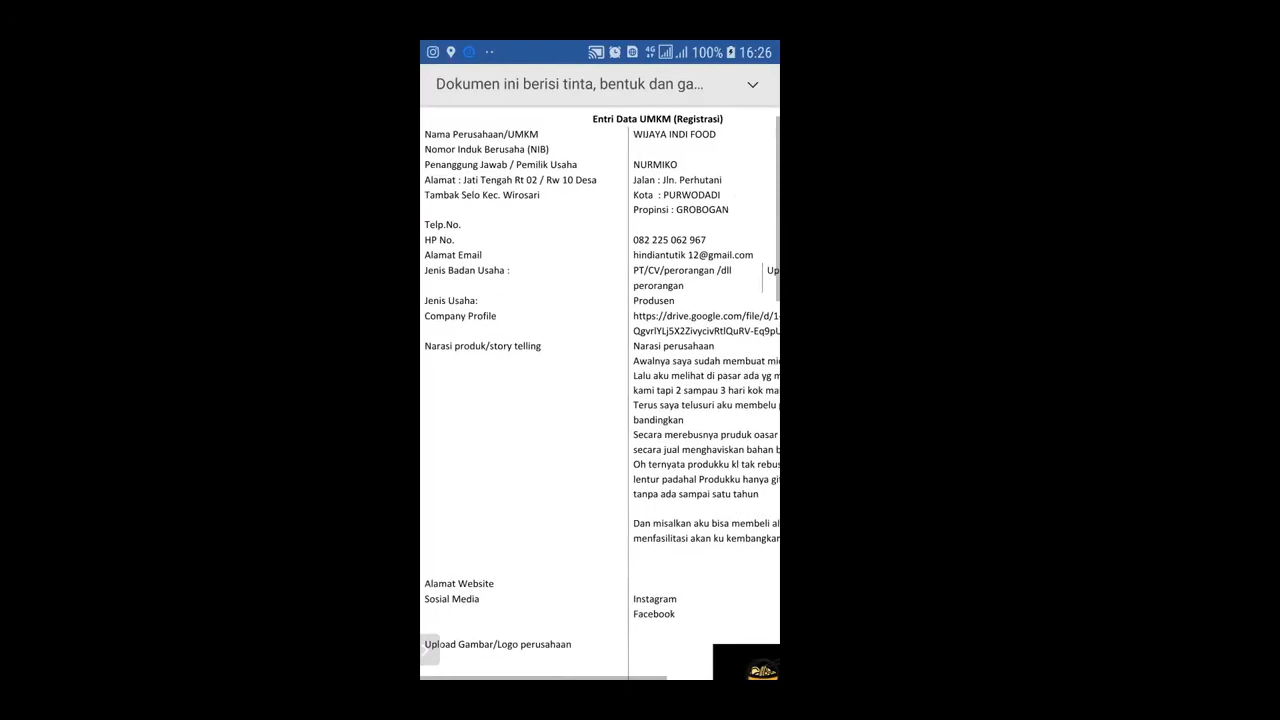 4G 100% 16:26
Dokumen ini berisi tinta, bentuk dan ga...
Entri Data UMKM (Registrasi)
Nama Perusahaan/UMKM WIJAYA INDI FOOD
Nomor Induk Berusaha (NIB)
Penanggung Jawab / Pemilik Usaha NURMIKO
Alamat : Jati Tengah Rt 02 / Rw 10 Desa Jalan : Jln. Perhutani
Tambak Selo Kec. Wirosari Kota : PURWODADI
Propinsi : GROBOGAN
Telp.No.
HP No. 082 225 062 967
Alamat Email hindiantutik 12@gmail.com
Jenis Badan Usaha : PT/CV/perorangan /dll Up
perorangan
Jenis Usaha: Produsen
Company Profile https://drive.google.com/file/d/1-
QgvrlYLj5X2ZivycivRtlQuRV-Eq9pU
Narasi produk/story telling Narasi perusahaan
Awalnya saya sudah membuat mie
Lalu aku melihat di pasar ada yg m
kami tapi 2 sampau 3 hari kok ma
Terus saya telusuri aku membelu p
bandingkan
Secara merebusnya pruduk oasar
secara jual menghaviskan bahan b
Oh ternyata produkku kl tak rebus
lentur padahal Produkku hanya git
tanpa ada sampai satu tahun
Dan misalkan aku bisa membeli al
menfasilitasi akan ku kembangkan
Alamat Website
Sosial Media Instagram
Facebook
Upload Gambar/Logo perusahaan